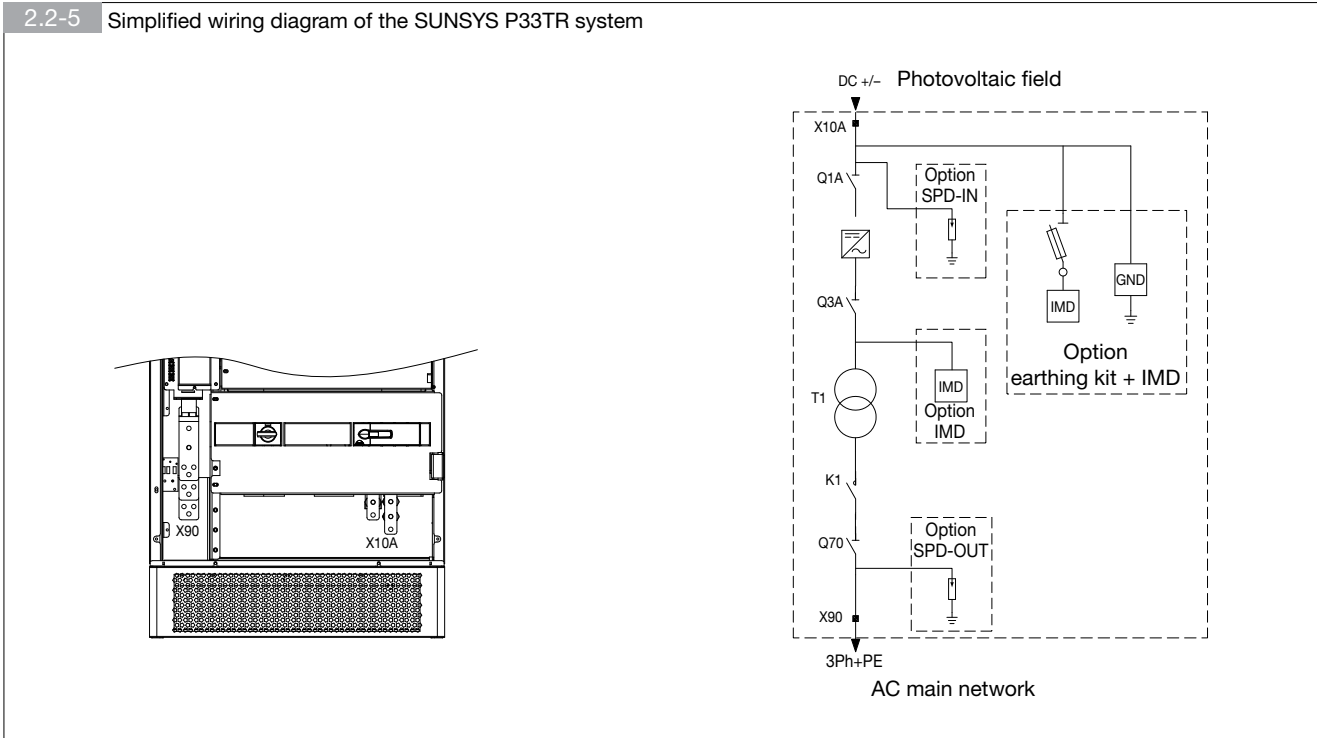 2.2-5 Simplified wiring diagram of the SUNSYS P33TR system
X90
X10A
DC +/– Photovoltaic field
X10A
Q1A
Option
SPD-IN
GND
IMD
Q3A
Option
earthing kit + IMD
IMD
Option
IMD
T1
K1
Q70
Option
SPD-OUT
X90
3Ph+PE
AC main network